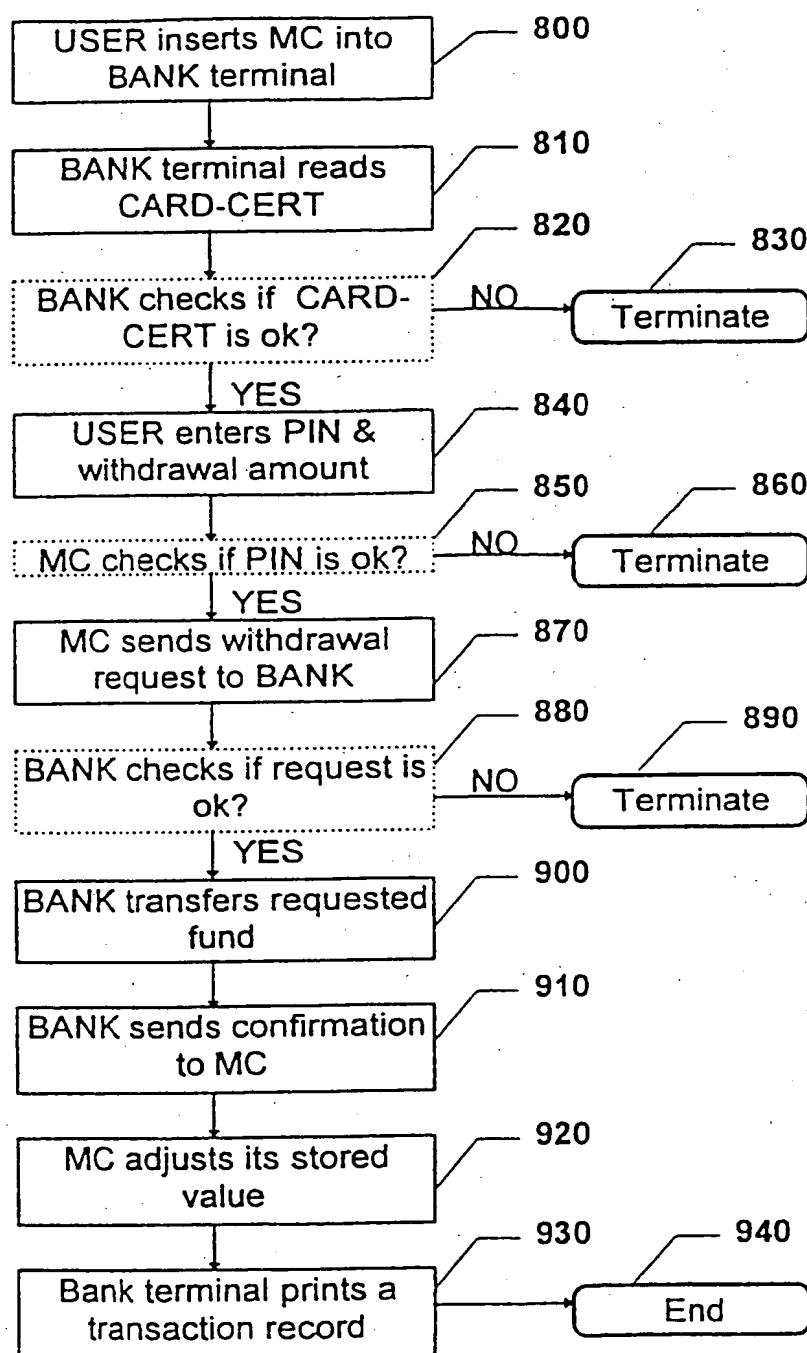 USER inserts MC into
BANK terminal
800
BANK terminal reads
CARD-CERT
810
820
BANK checks if CARD-
CERT is ok?
NO
830
Terminate
YES
USER enters PIN &
withdrawal amount
840
850
MC checks if PIN is ok?
NO
860
Terminate
YES
MC sends withdrawal
request to BANK
870
880
BANK checks if request is
ok?
NO
890
Terminate
YES
BANK transfers requested
fund
900
BANK sends confirmation
to MC
910
MC adjusts its stored
value
920
Bank terminal prints a
transaction record
930
940
End